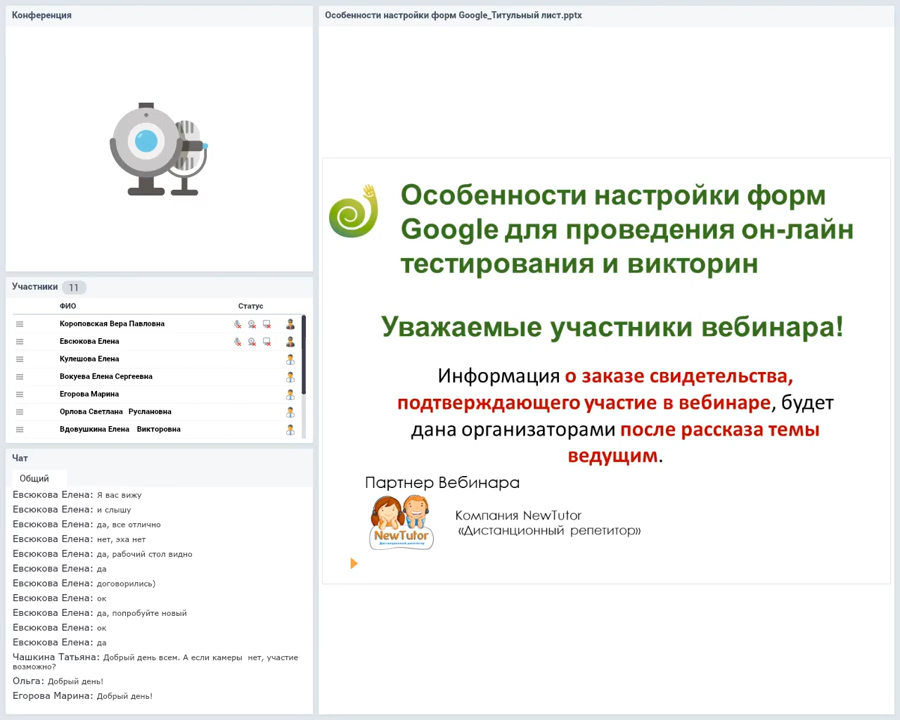 Конференция
Участники 11
ФИО Статус
Короповская Вера Павловна
Евсюкова Елена
Кулешова Елена
Вокуева Елена Сергеевна
Егорова Марина
Орлова Светлана Руслановна
Вдовушкина Елена Викторовна
Чат
Общий
Евсюкова Елена: Я вас вижу
Евсюкова Елена: и слышу
Евсюкова Елена: да, все отлично
Евсюкова Елена: нет, эха нет
Евсюкова Елена: да, рабочий стол видно
Евсюкова Елена: да
Евсюкова Елена: договорились)
Евсюкова Елена: ок
Евсюкова Елена: да, попробуйте новый
Евсюкова Елена: ок
Евсюкова Елена: да
Чашкина Татьяна: Добрый день всем. А если камеры нет, участие
возможно?
Ольга: Добрый день!
Егорова Марина: Добрый день!
Особенности настройки форм Google_Титульный лист.pptx
Особенности настройки форм
Google для проведения он-лайн
тестирования и викторин
Уважаемые участники вебинара!
Информация о заказе свидетельства,
подтверждающего участие в вебинаре, будет
дана организаторами после рассказа темы
ведущим.
Партнер Вебинара
NewTutor
Компания NewTutor
«Дистанционный репетитор»